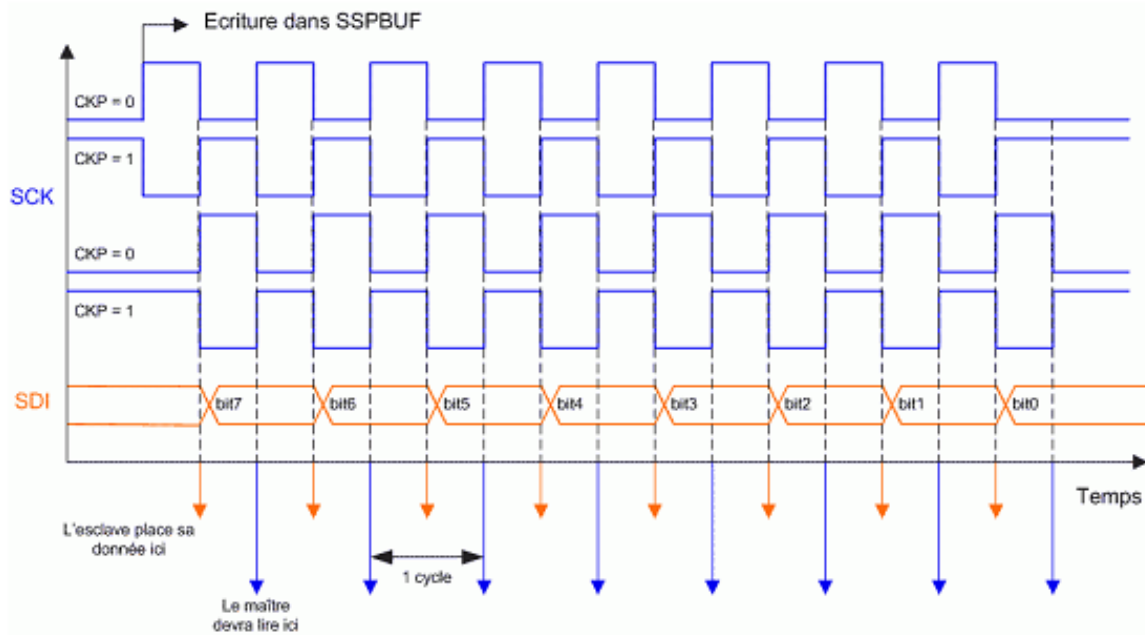 Ecriture dans SSPBUF
CKP = 0
CKP = 1
SCK
CKP = 0
CKP = 1
SDI
bit7
bit6
bit5
bit4
bit3
bit2
bit1
bit0
Temps
L'esclave place sa
donnée ici
1 cycle
Le maître
devra lire ici